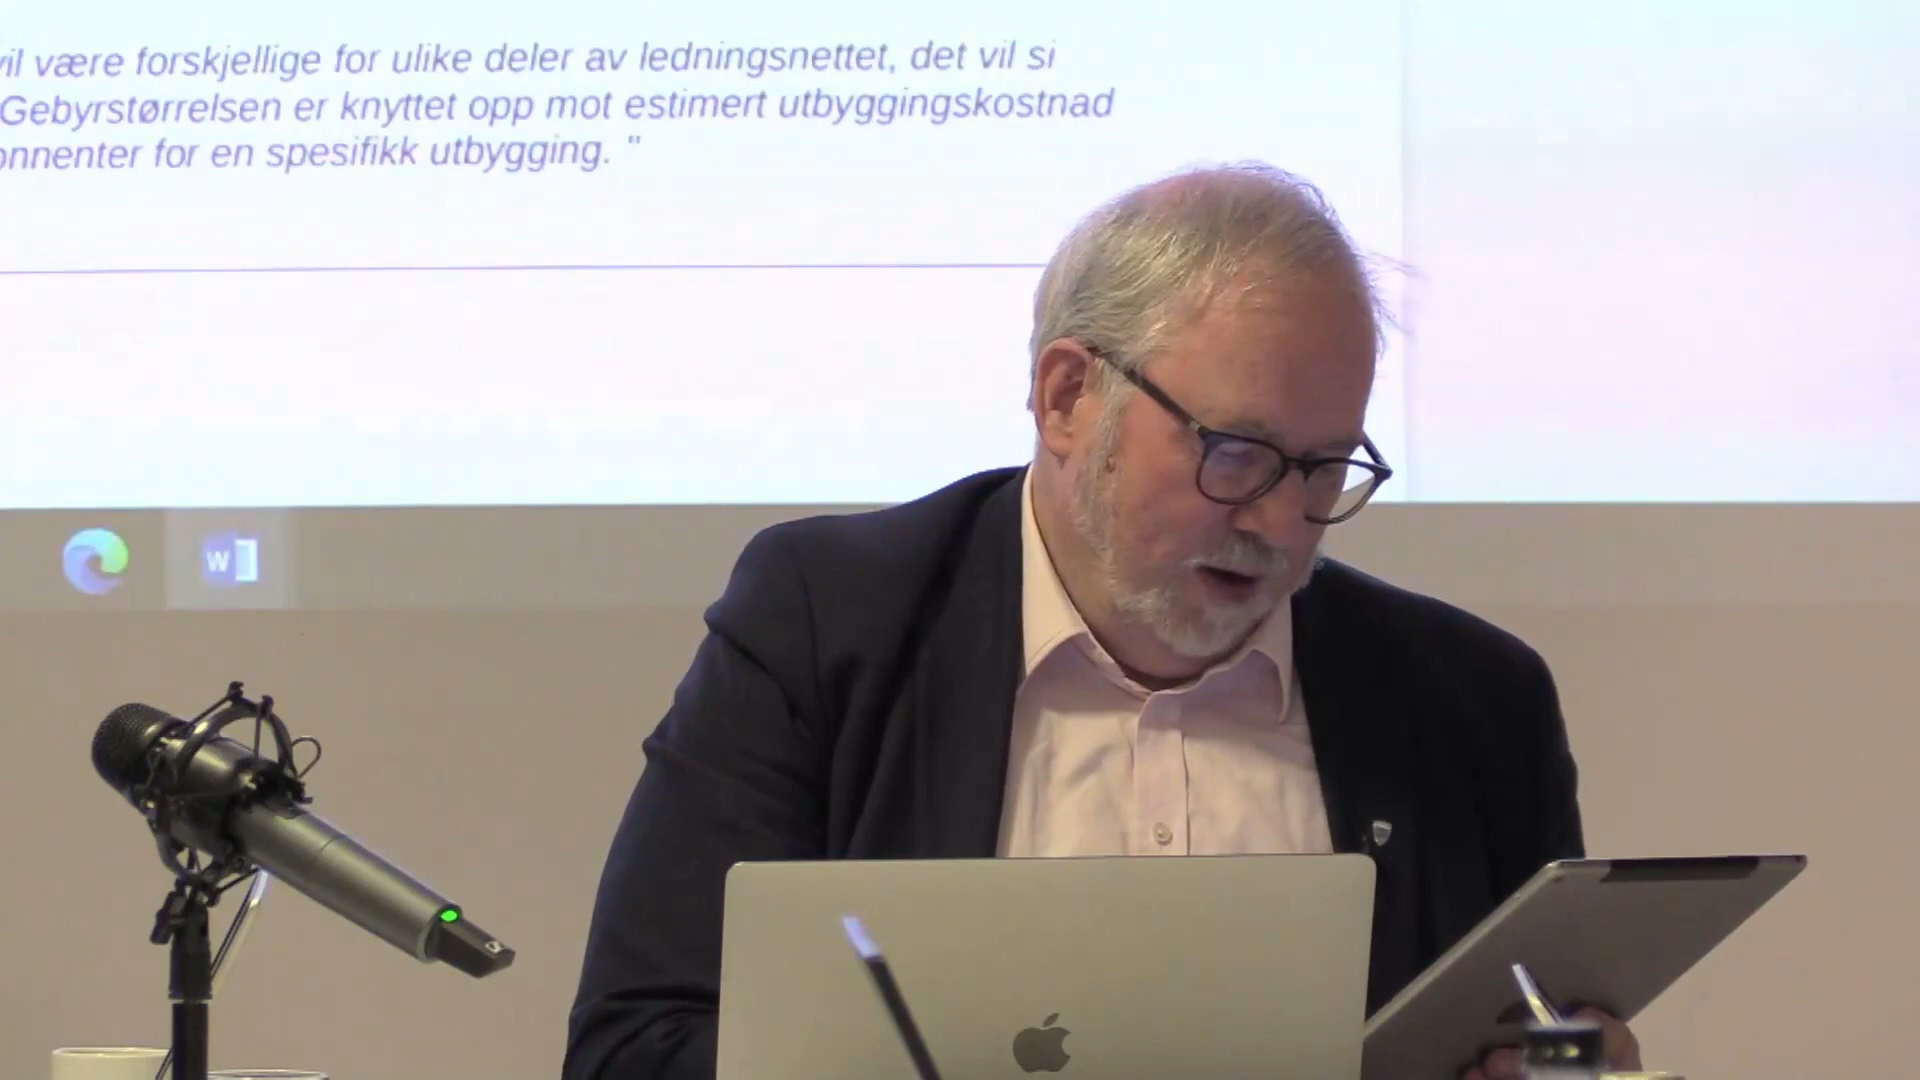 vil være forskjellige for ulike deler av ledningsnettet, det vil si
Gebyrstørrelsen er knyttet opp mot estimert utbyggingskostnad
onnenter for en spesifikk utbygging. "
W